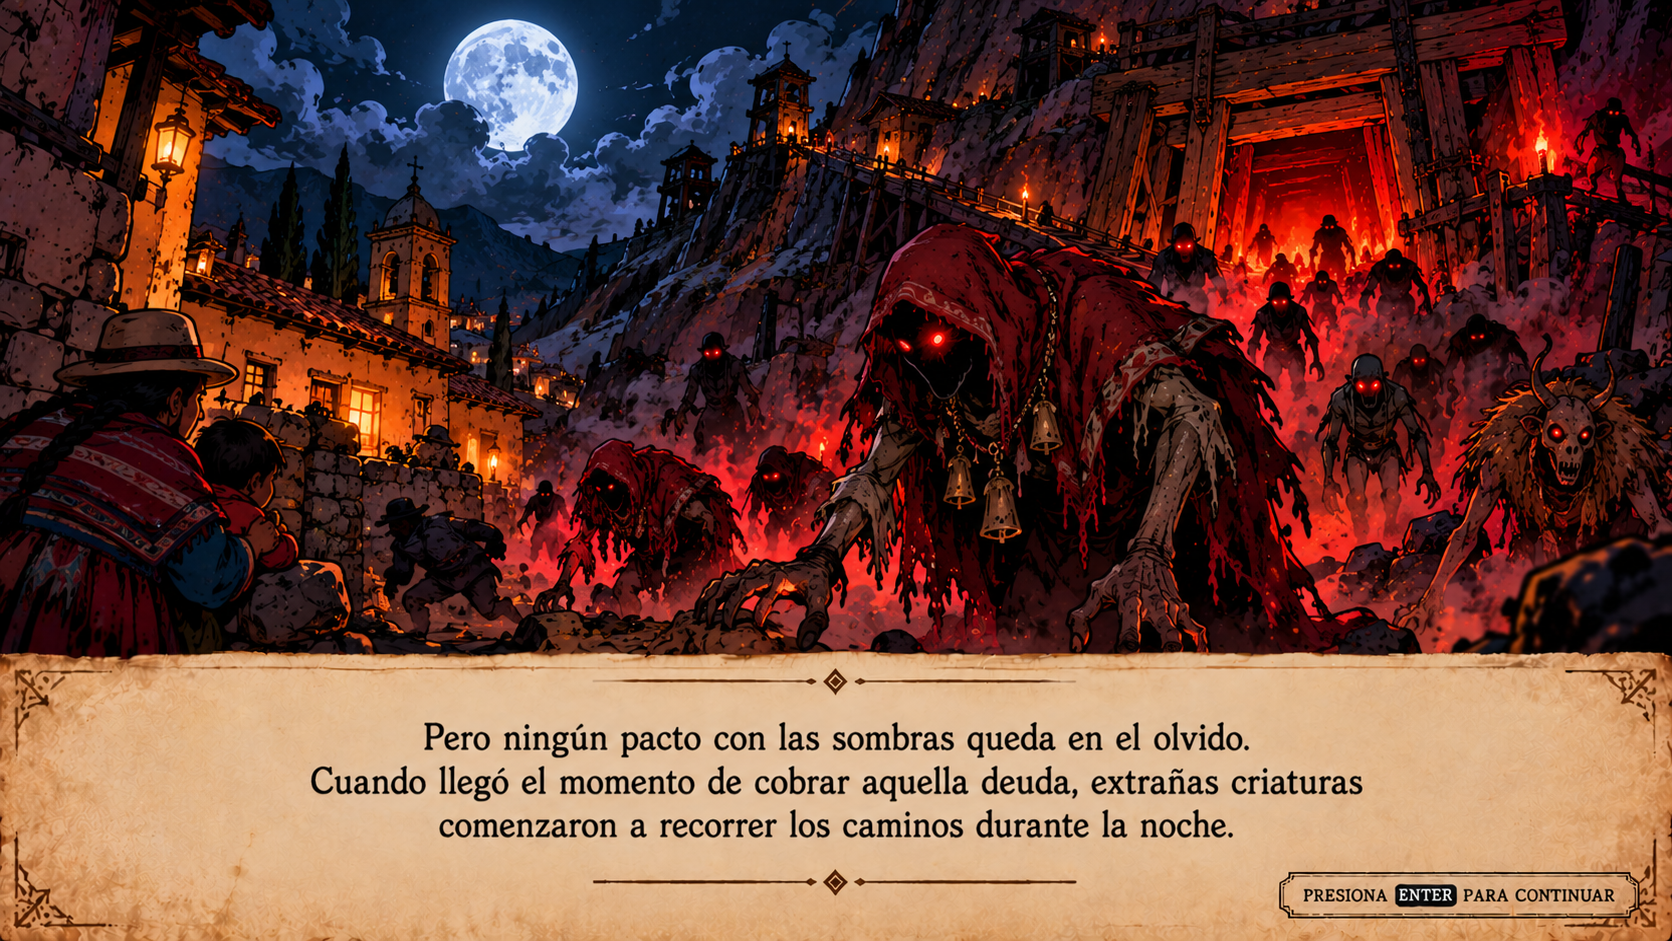 Pero ningún pacto con las sombras queda en el olvido.
Cuando llegó el momento de cobrar aquella deuda, extrañas criaturas
comenzaron a recorrer los caminos durante la noche.
PRESIONA ENTER PARA CONTINUAR